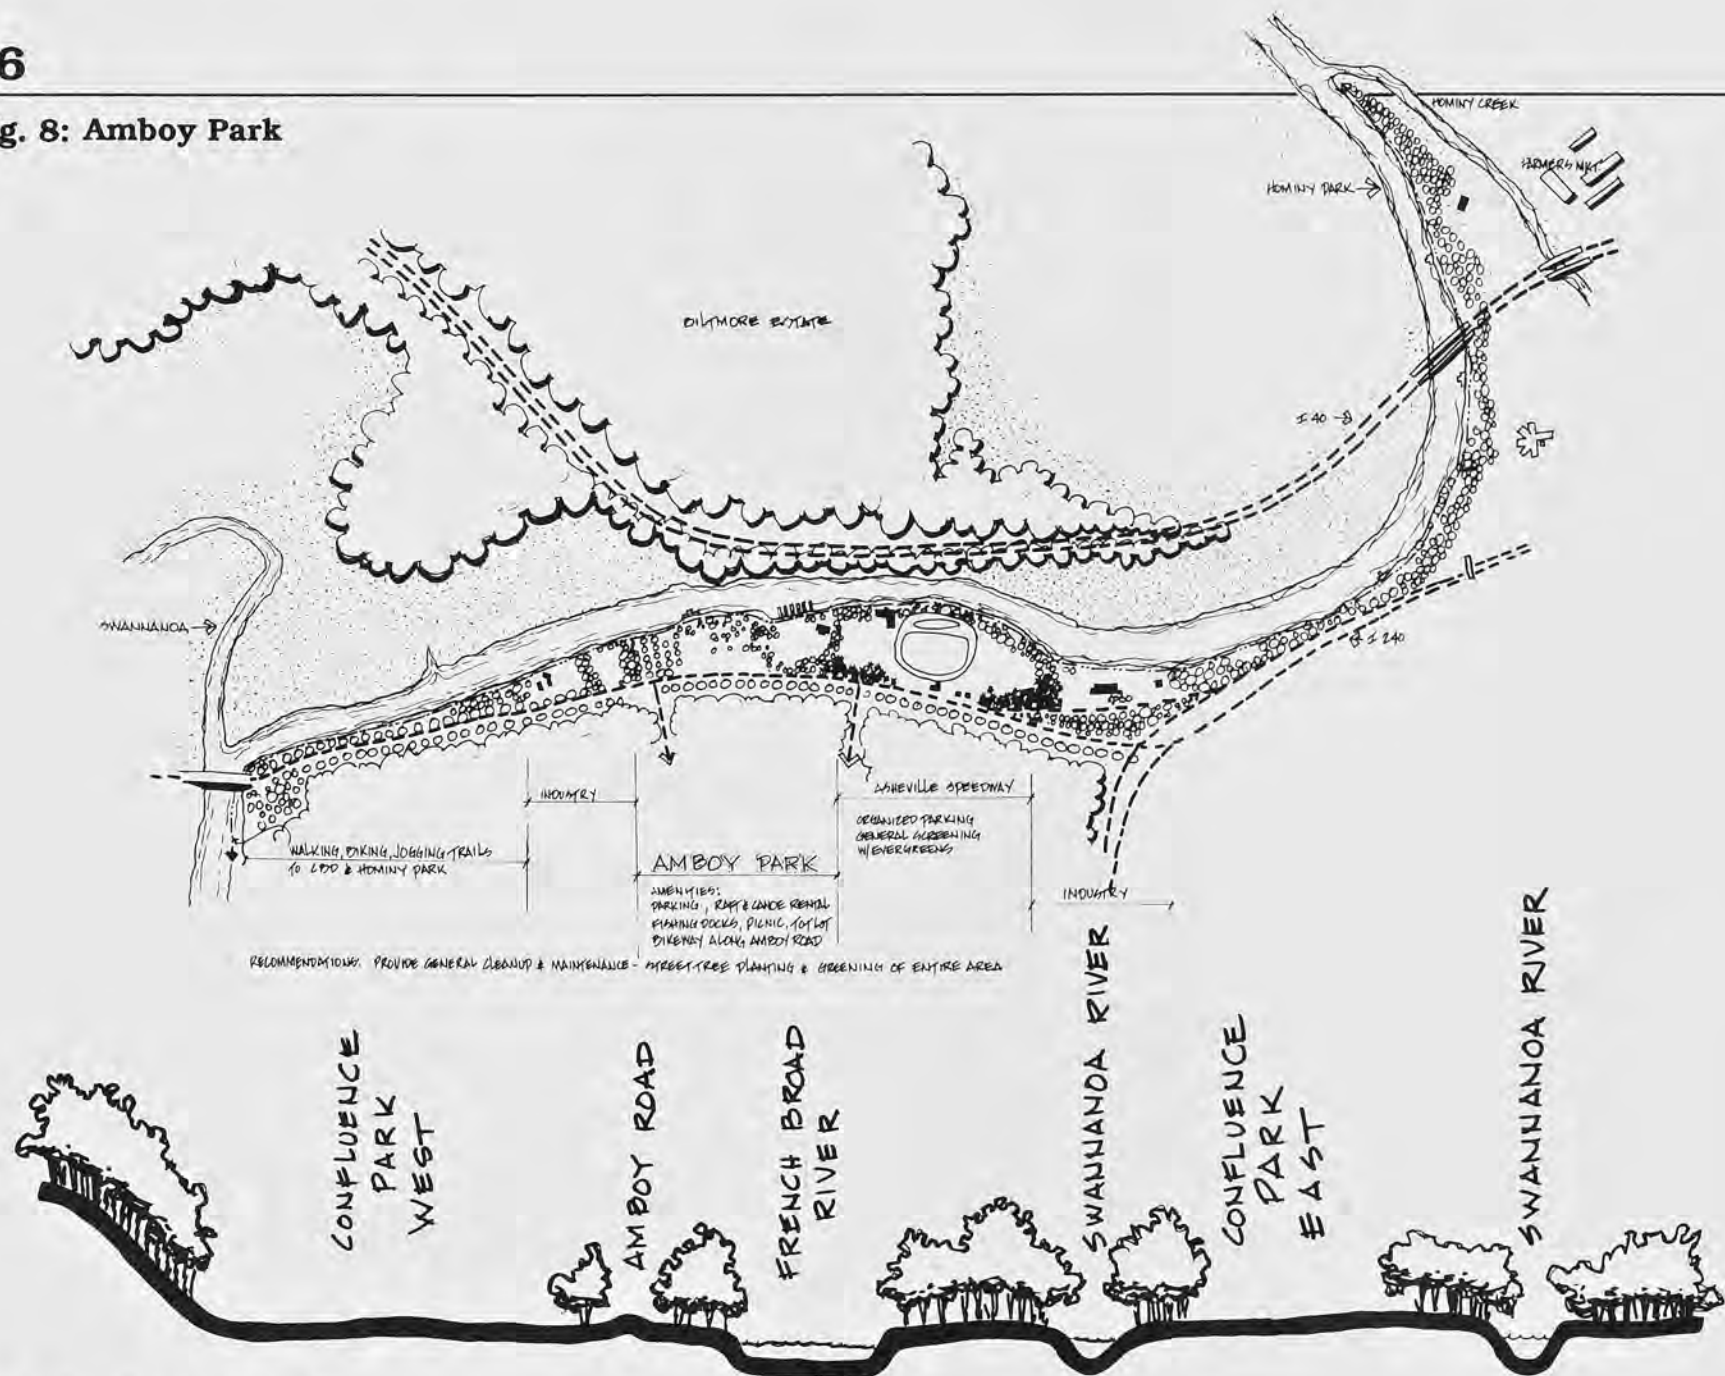 6
g. 8: Amboy Park
HOMINY CREEK
FARMERS MKT.
HOMINY PARK
BILTMORE ESTATE
I 40
SWANNANOA
I 240
INDUSTRY
ASHEVILLE SPEEDWAY
ORGANIZED PARKING
GENERAL SCREENING
W/EVERGREENS
WALKING, BIKING, JOGGING TRAILS
TO CBD & HOMINY PARK
AMBOY PARK
AMENITIES:
PARKING, RAFT & CANOE RENTAL
FISHING DOCKS, PICNIC, TOT LOT
BIKEWAY ALONG AMBOY ROAD
INDUSTRY
RECOMMENDATIONS: PROVIDE GENERAL CLEANUP & MAINTENANCE - STREET TREE PLANTING & GREENING OF ENTIRE AREA
CONFLUENCE
PARK
WEST
AMBOY ROAD
FRENCH BROAD
RIVER
SWANNANOA RIVER
CONFLUENCE
PARK
EAST
SWANNANOA RIVER